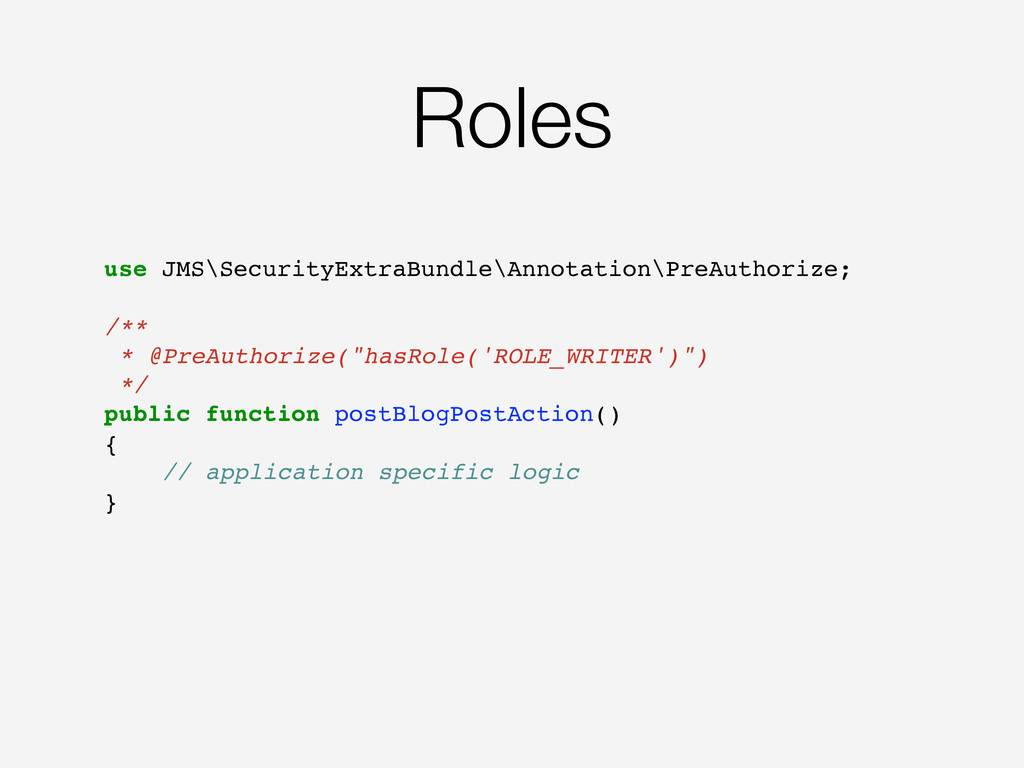 Roles
use JMS\SecurityExtraBundle\Annotation\PreAuthorize;
/**
 * @PreAuthorize("hasRole('ROLE_WRITER')")
 */
public function postBlogPostAction()
{
    // application specific logic
}